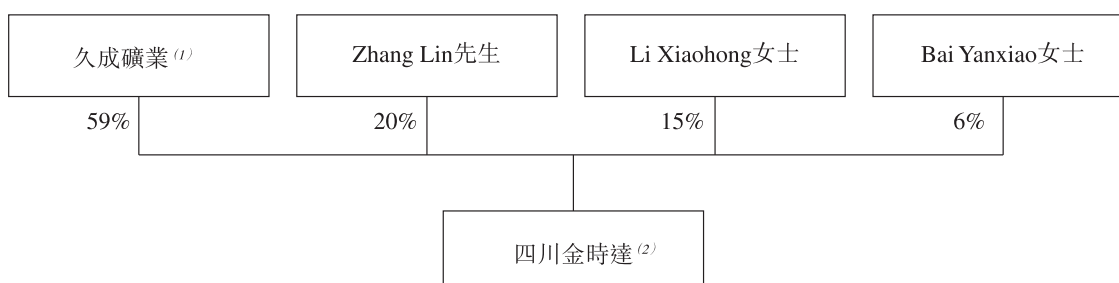 久成礦業(1)
Zhang Lin先生
Li Xiaohong女士
Bai Yanxiao女士
59%
20%
15%
6%
四川金時達(2)